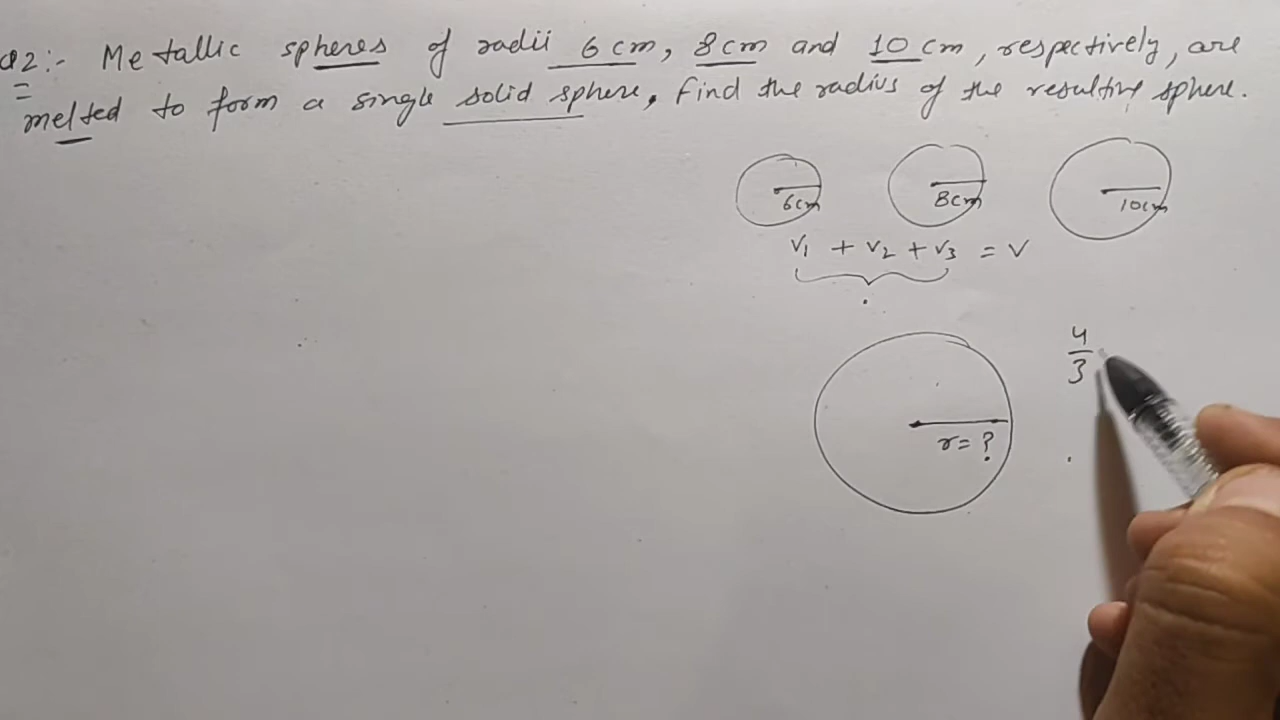 Q2:- Metallic spheres of radii 6 cm, 8 cm and 10 cm, respectively, are
melted to form a single solid sphere, Find the radius of the resulting sphere.
6cm 8cm 10cm
V1 + V2 + V3 = V
4/3
r = ?